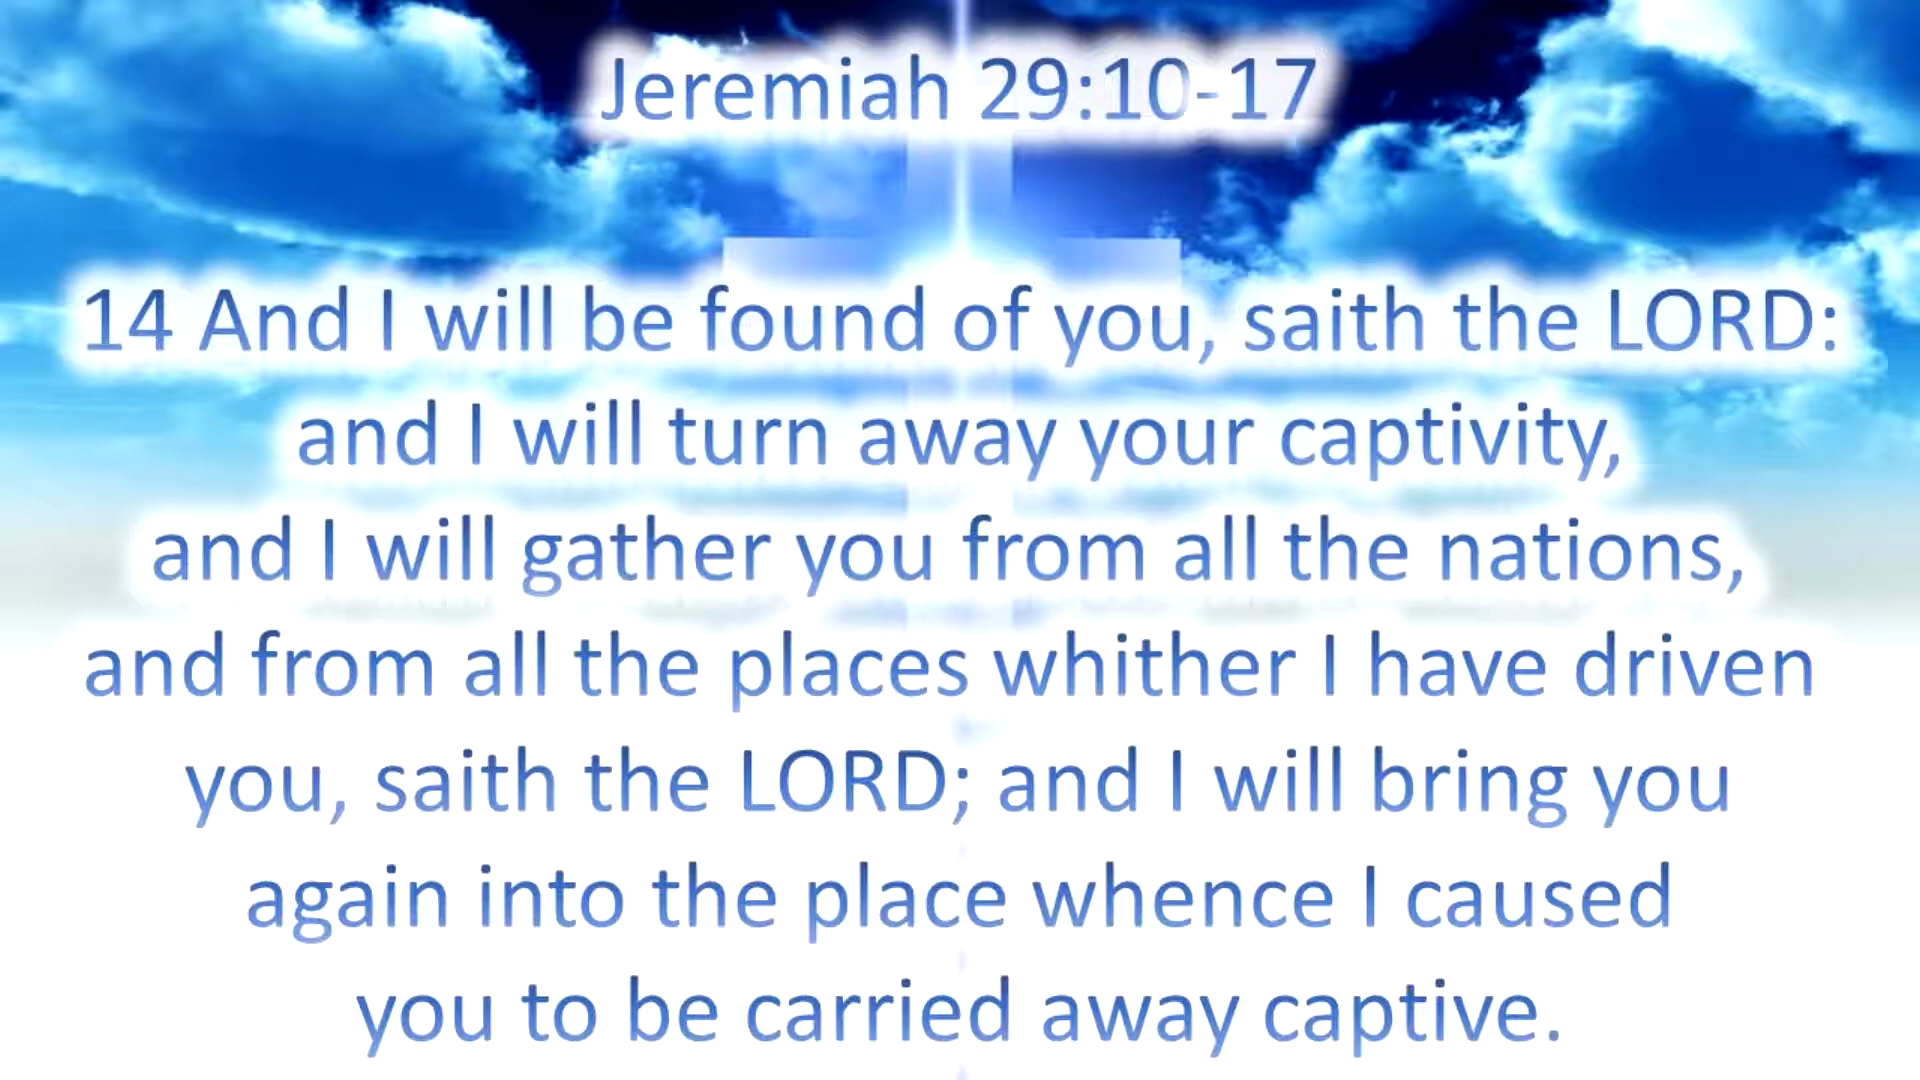 Jeremiah 29:10-17
14 And I will be found of you, saith the LORD:
and I will turn away your captivity,
and I will gather you from all the nations,
and from all the places whither I have driven
you, saith the LORD; and I will bring you
again into the place whence I caused
you to be carried away captive.